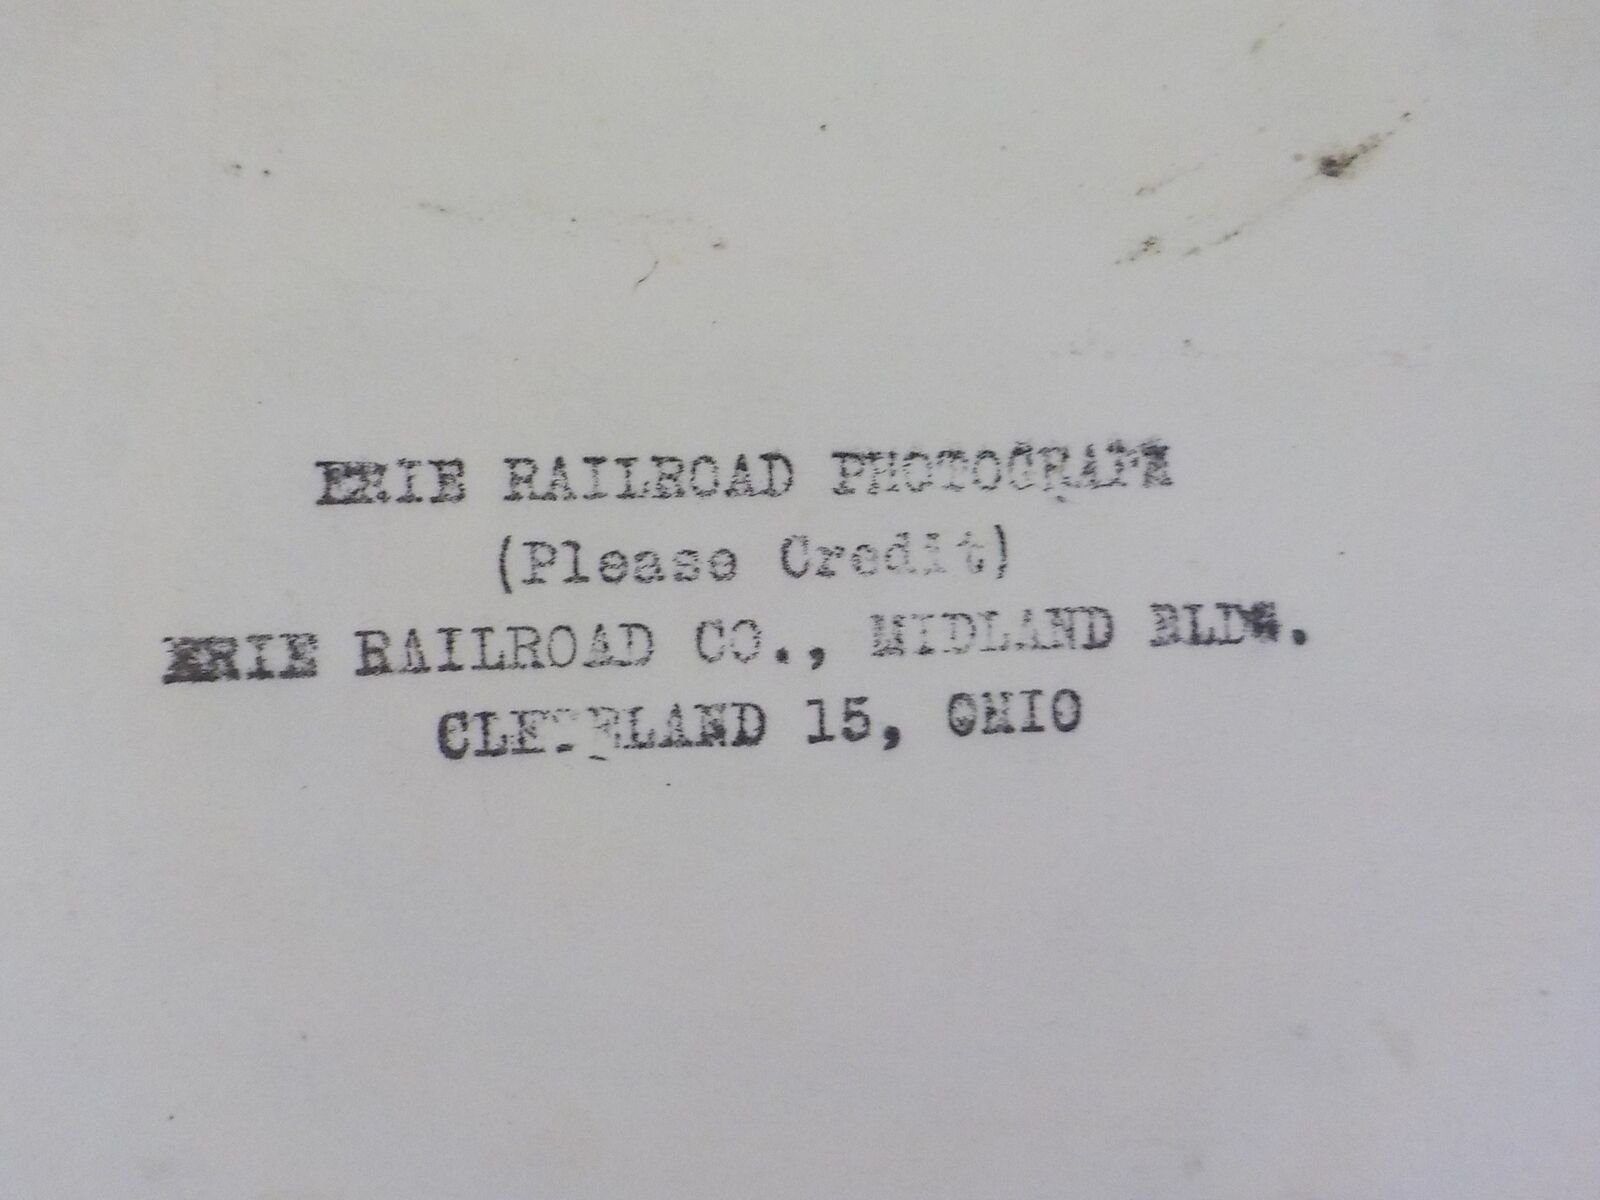 ERIE RAILROAD PHOTOGRAPH
(Please Credit)
ERIE RAILROAD CO., MIDLAND BLDG.
CLEVELAND 15, OHIO